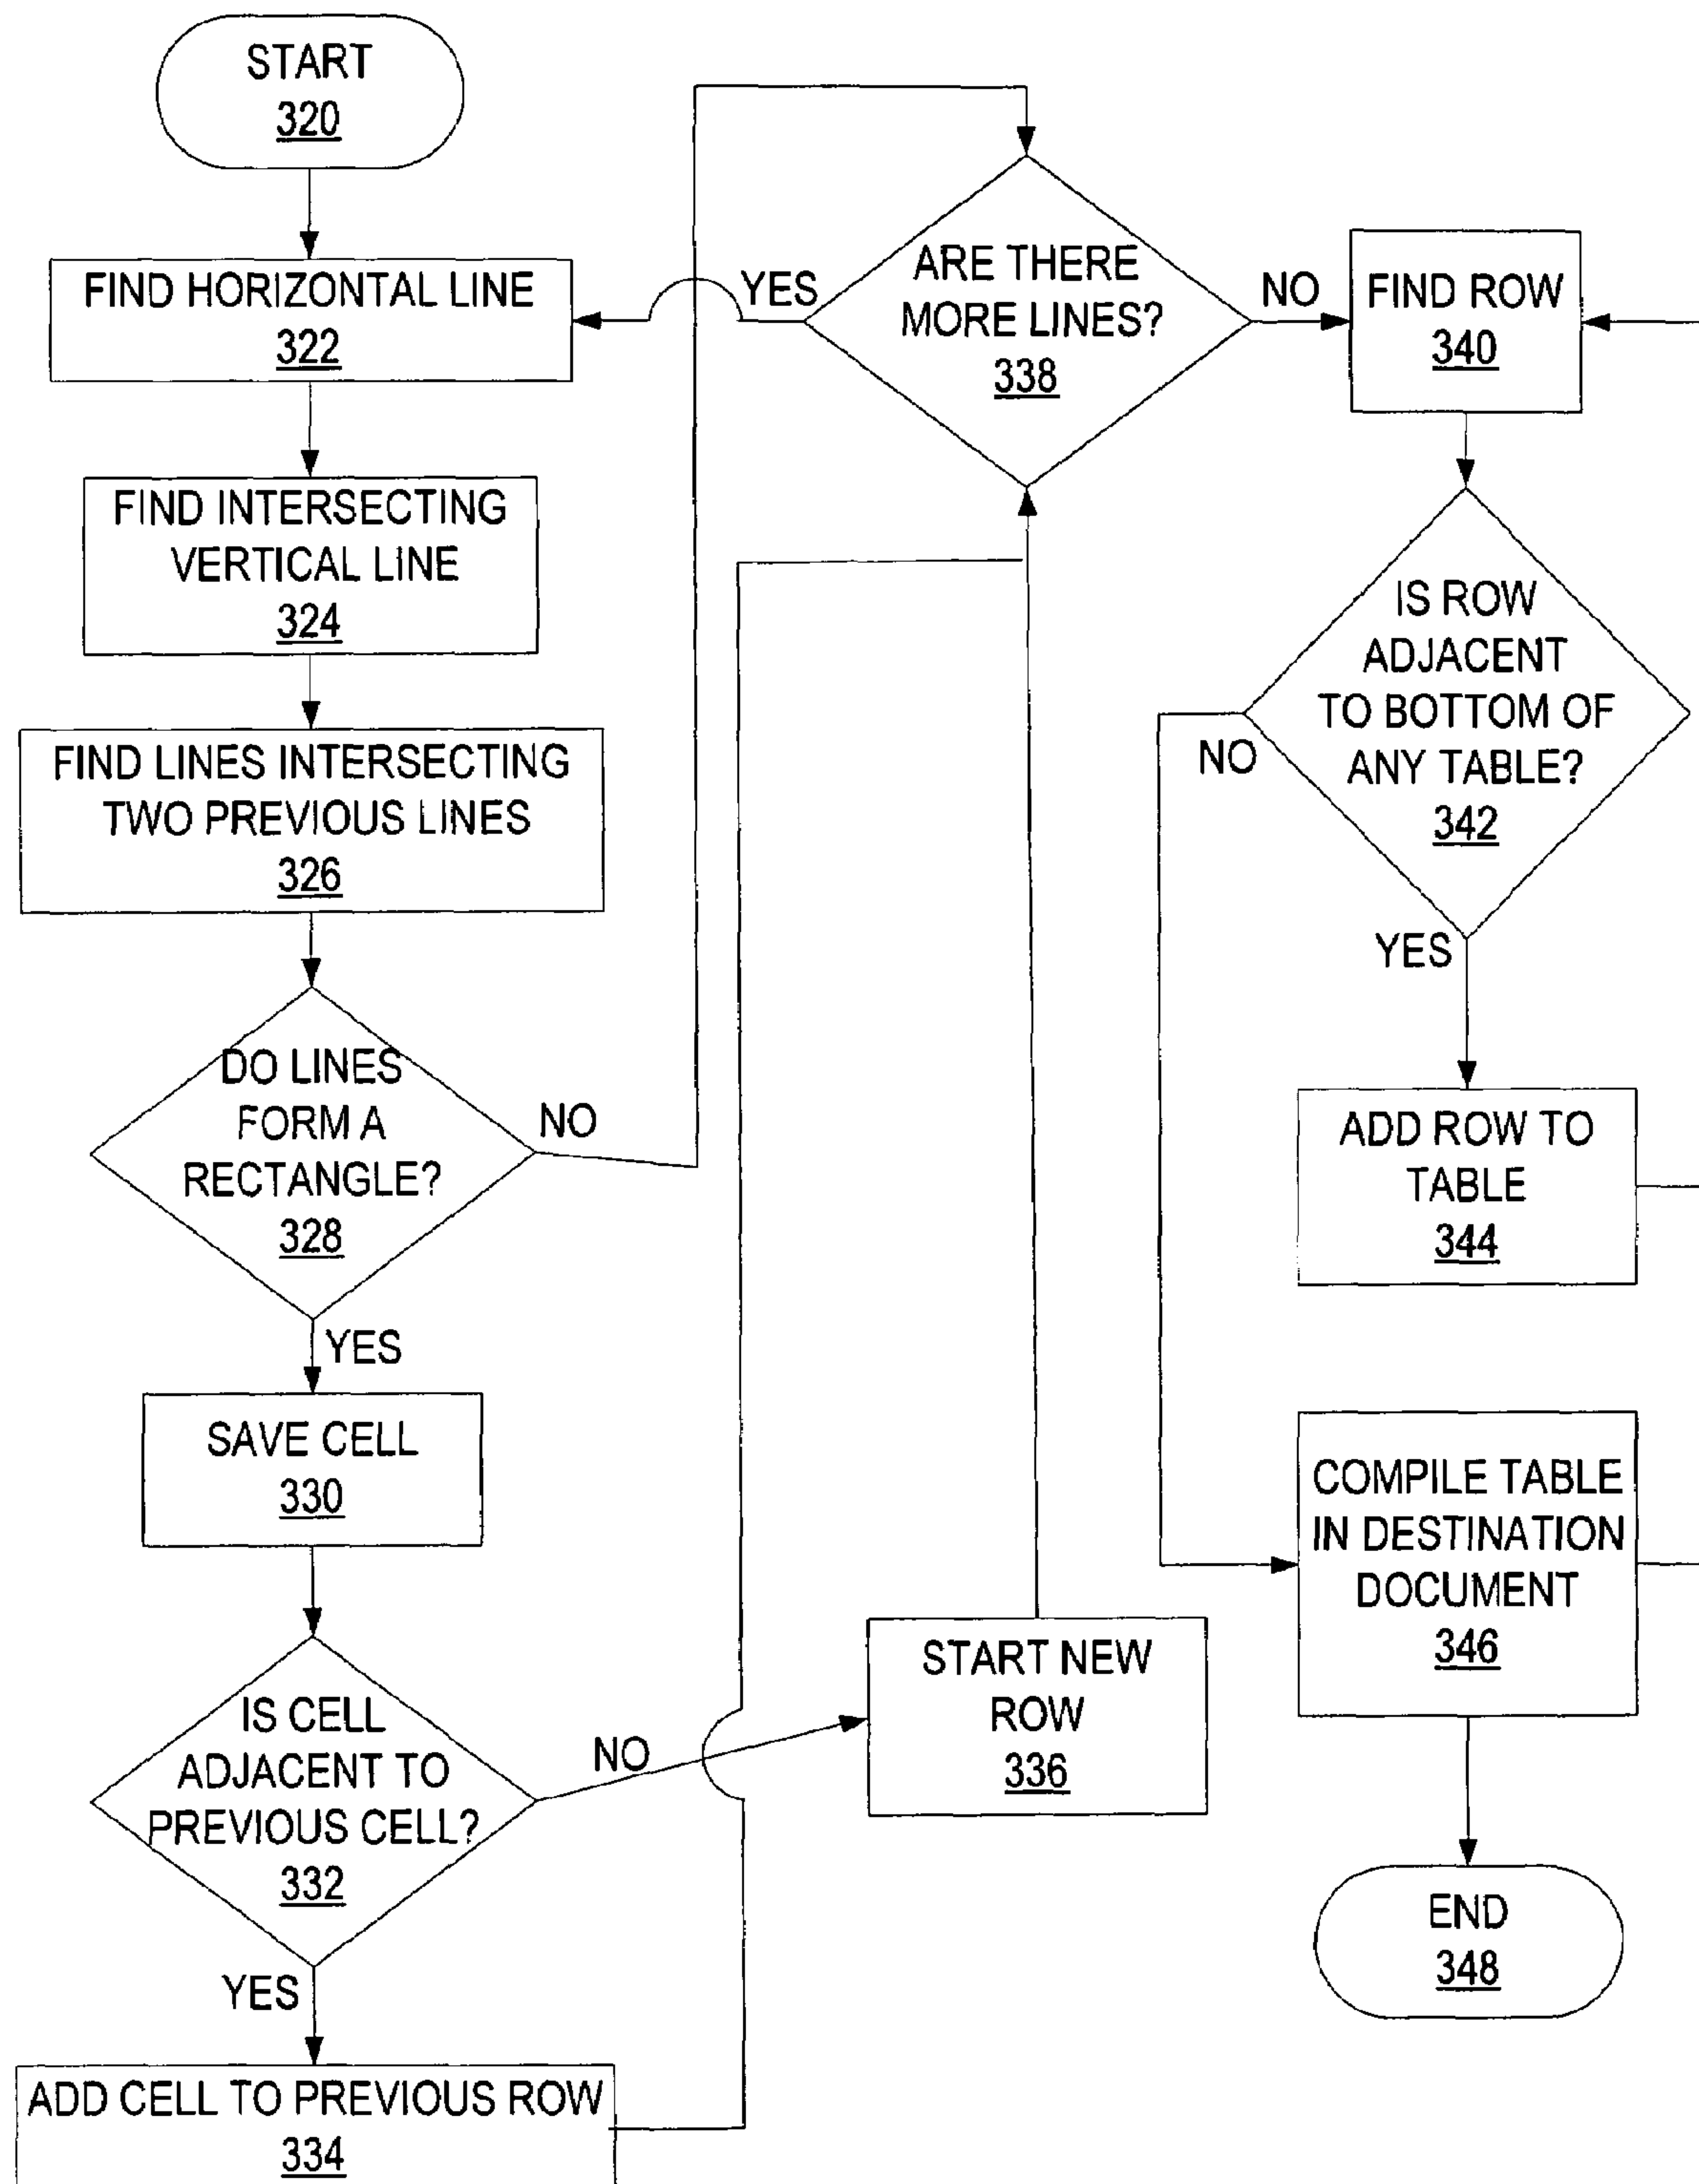 START
320
FIND HORIZONTAL LINE
322
FIND INTERSECTING
VERTICAL LINE
324
FIND LINES INTERSECTING
TWO PREVIOUS LINES
326
DO LINES
FORM A
RECTANGLE?
328
NO
YES
SAVE CELL
330
IS CELL
ADJACENT TO
PREVIOUS CELL?
332
NO
YES
ADD CELL TO PREVIOUS ROW
334
START NEW
ROW
336
ARE THERE
MORE LINES?
338
YES
NO
FIND ROW
340
IS ROW
ADJACENT
TO BOTTOM OF
ANY TABLE?
342
NO
YES
ADD ROW TO
TABLE
344
COMPILE TABLE
IN DESTINATION
DOCUMENT
346
END
348